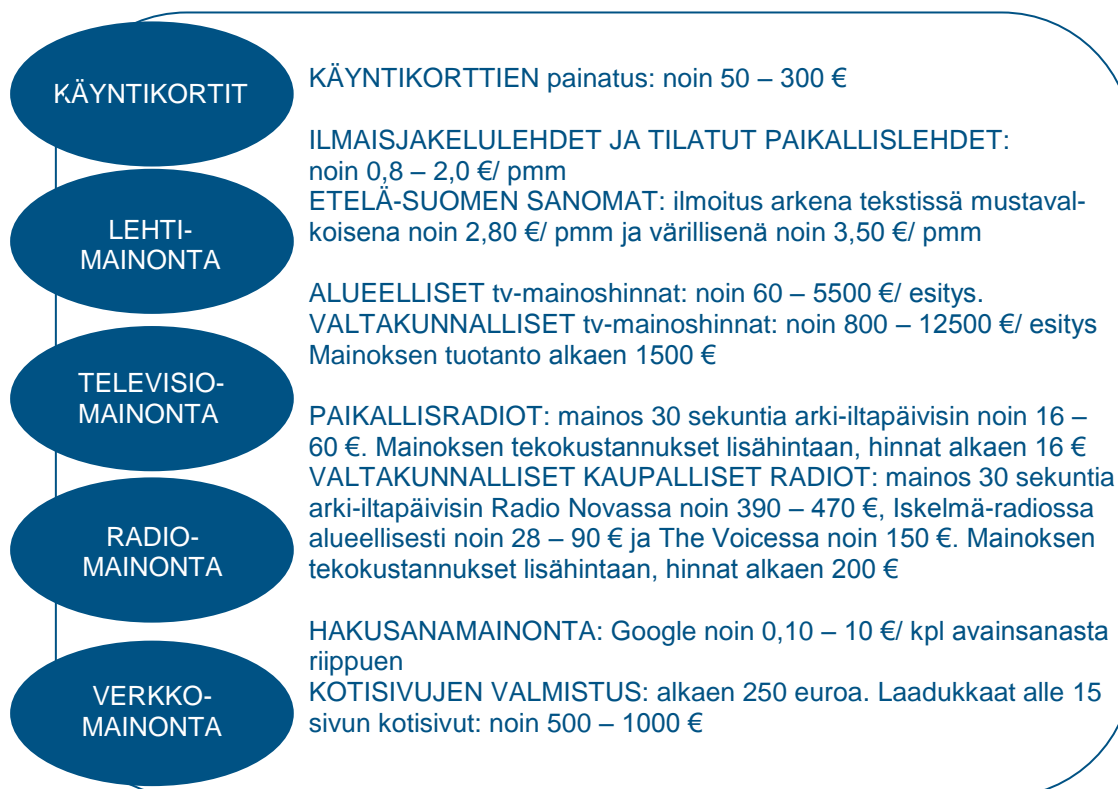 KÄYNTIKORTIT
KÄYNTIKORTTIEN painatus: noin 50 – 300 €
LEHTI-
MAINONTA
ILMAISJAKELULEHDET JA TILATUT PAIKALLISLEHDET:
noin 0,8 – 2,0 €/ pmm
ETELÄ-SUOMEN SANOMAT: ilmoitus arkena tekstissä mustaval-
koisena noin 2,80 €/ pmm ja värillisenä noin 3,50 €/ pmm
TELEVISIO-
MAINONTA
ALUEELLISET tv-mainoshinnat: noin 60 – 5500 €/ esitys.
VALTAKUNNALLISET tv-mainoshinnat: noin 800 – 12500 €/ esitys
Mainoksen tuotanto alkaen 1500 €
RADIO-
MAINONTA
PAIKALLISRADIOT: mainos 30 sekuntia arki-iltapäivisin noin 16 –
60 €. Mainoksen tekokustannukset lisähintaan, hinnat alkaen 16 €
VALTAKUNNALLISET KAUPALLISET RADIOT: mainos 30 sekuntia
arki-iltapäivisin Radio Novassa noin 390 – 470 €, Iskelmä-radiossa
alueellisesti noin 28 – 90 € ja The Voicessa noin 150 €. Mainoksen
tekokustannukset lisähintaan, hinnat alkaen 200 €
VERKKO-
MAINONTA
HAKUSANAMAINONTA: Google noin 0,10 – 10 €/ kpl avainsanasta
riippuen
KOTISIVUJEN VALMISTUS: alkaen 250 euroa. Laadukkaat alle 15
sivun kotisivut: noin 500 – 1000 €